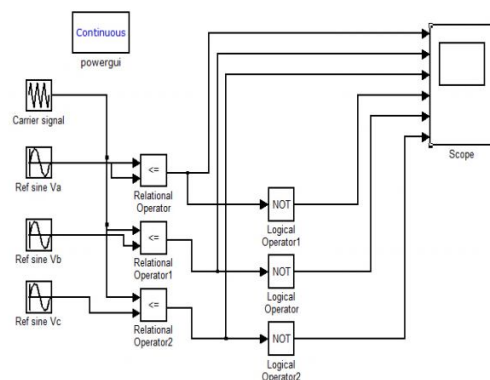 Continuous
powergui
Carrier signal
Ref sine Va
<=
Relational
Operator
NOT
Logical
Operator1
Scope
Ref sine Vb
<=
Relational
Operator1
NOT
Logical
Operator
Ref sine Vc
<=
Relational
Operator2
NOT
Logical
Operator2